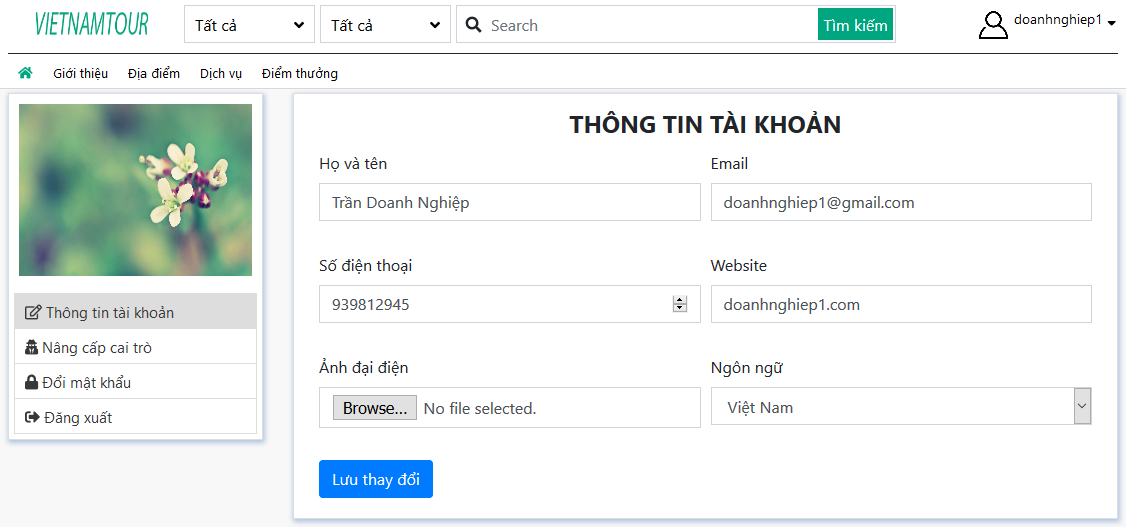 VIETNAMTOUR
Tất cả
Tất cả
Search
Tìm kiếm
doanhnghiep1
Giới thiệu
Địa điểm
Dịch vụ
Điểm thưởng
Thông tin tài khoản
Nâng cấp cai trò
Đổi mật khẩu
Đăng xuất
THÔNG TIN TÀI KHOẢN
Họ và tên
Email
Trần Doanh Nghiệp
doanhnghiep1@gmail.com
Số điện thoại
Website
939812945
doanhnghiep1.com
Ảnh đại điện
Ngôn ngữ
Browse... No file selected.
Việt Nam
Lưu thay đổi